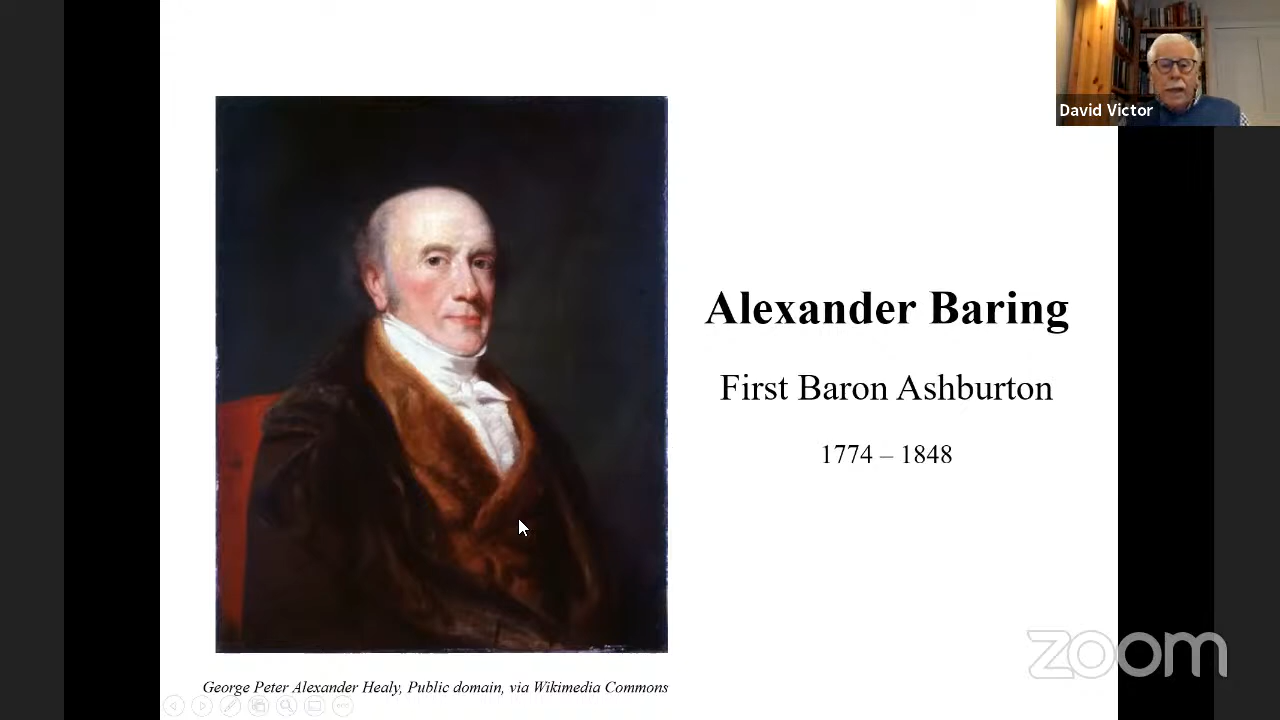 David Victor
Alexander Baring
First Baron Ashburton
1774 – 1848
zoom
George Peter Alexander Healy, Public domain, via Wikimedia Commons